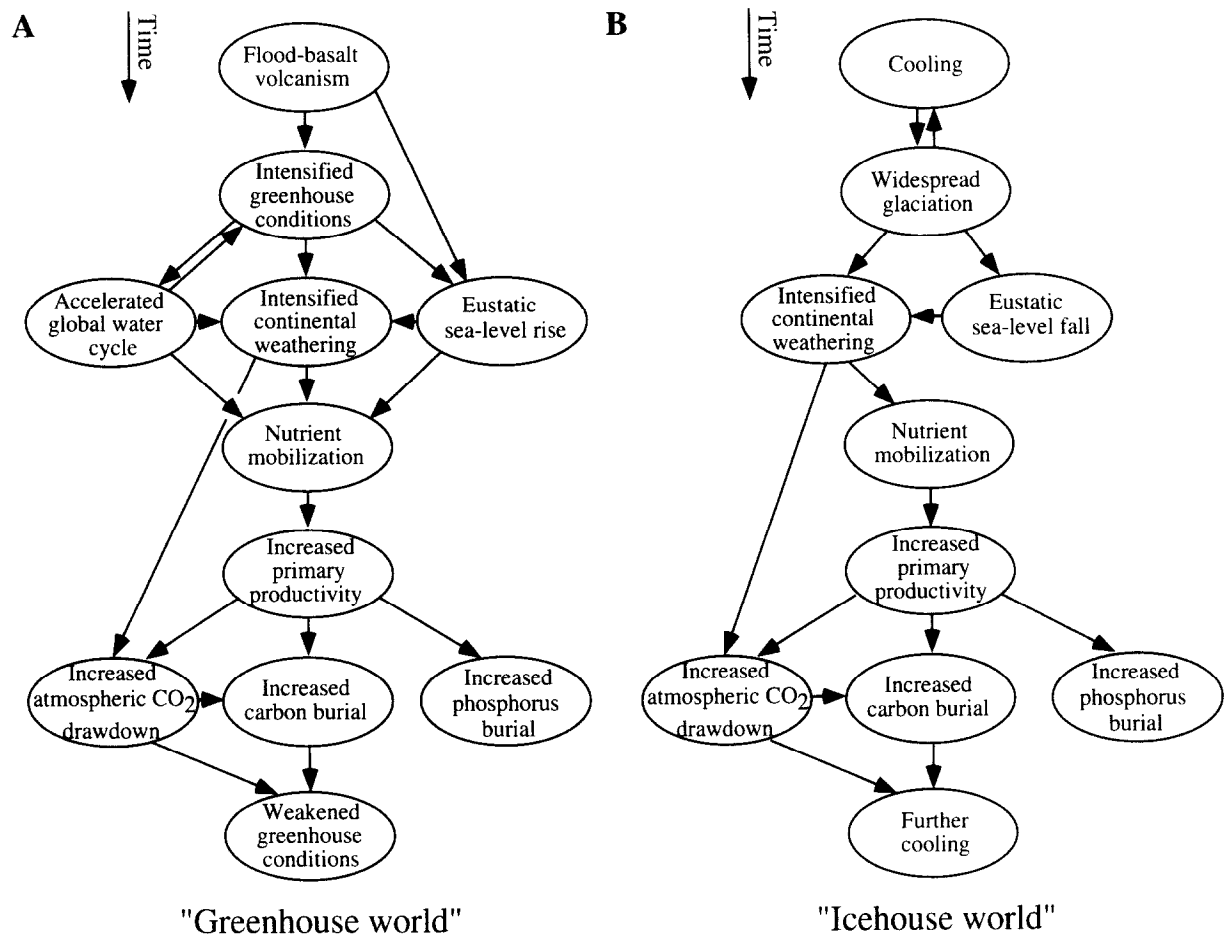 A
Time
Flood-basalt
volcanism
Intensified
greenhouse
conditions
Accelerated
global water
cycle
Intensified
continental
weathering
Eustatic
sea-level rise
Nutrient
mobilization
Increased
primary
productivity
Increased
atmospheric CO2
drawdown
Increased
carbon burial
Increased
phosphorus
burial
Weakened
greenhouse
conditions
"Greenhouse world"
B
Time
Cooling
Widespread
glaciation
Intensified
continental
weathering
Eustatic
sea-level fall
Nutrient
mobilization
Increased
primary
productivity
Increased
atmospheric CO2
drawdown
Increased
carbon burial
Increased
phosphorus
burial
Further
cooling
"Icehouse world"